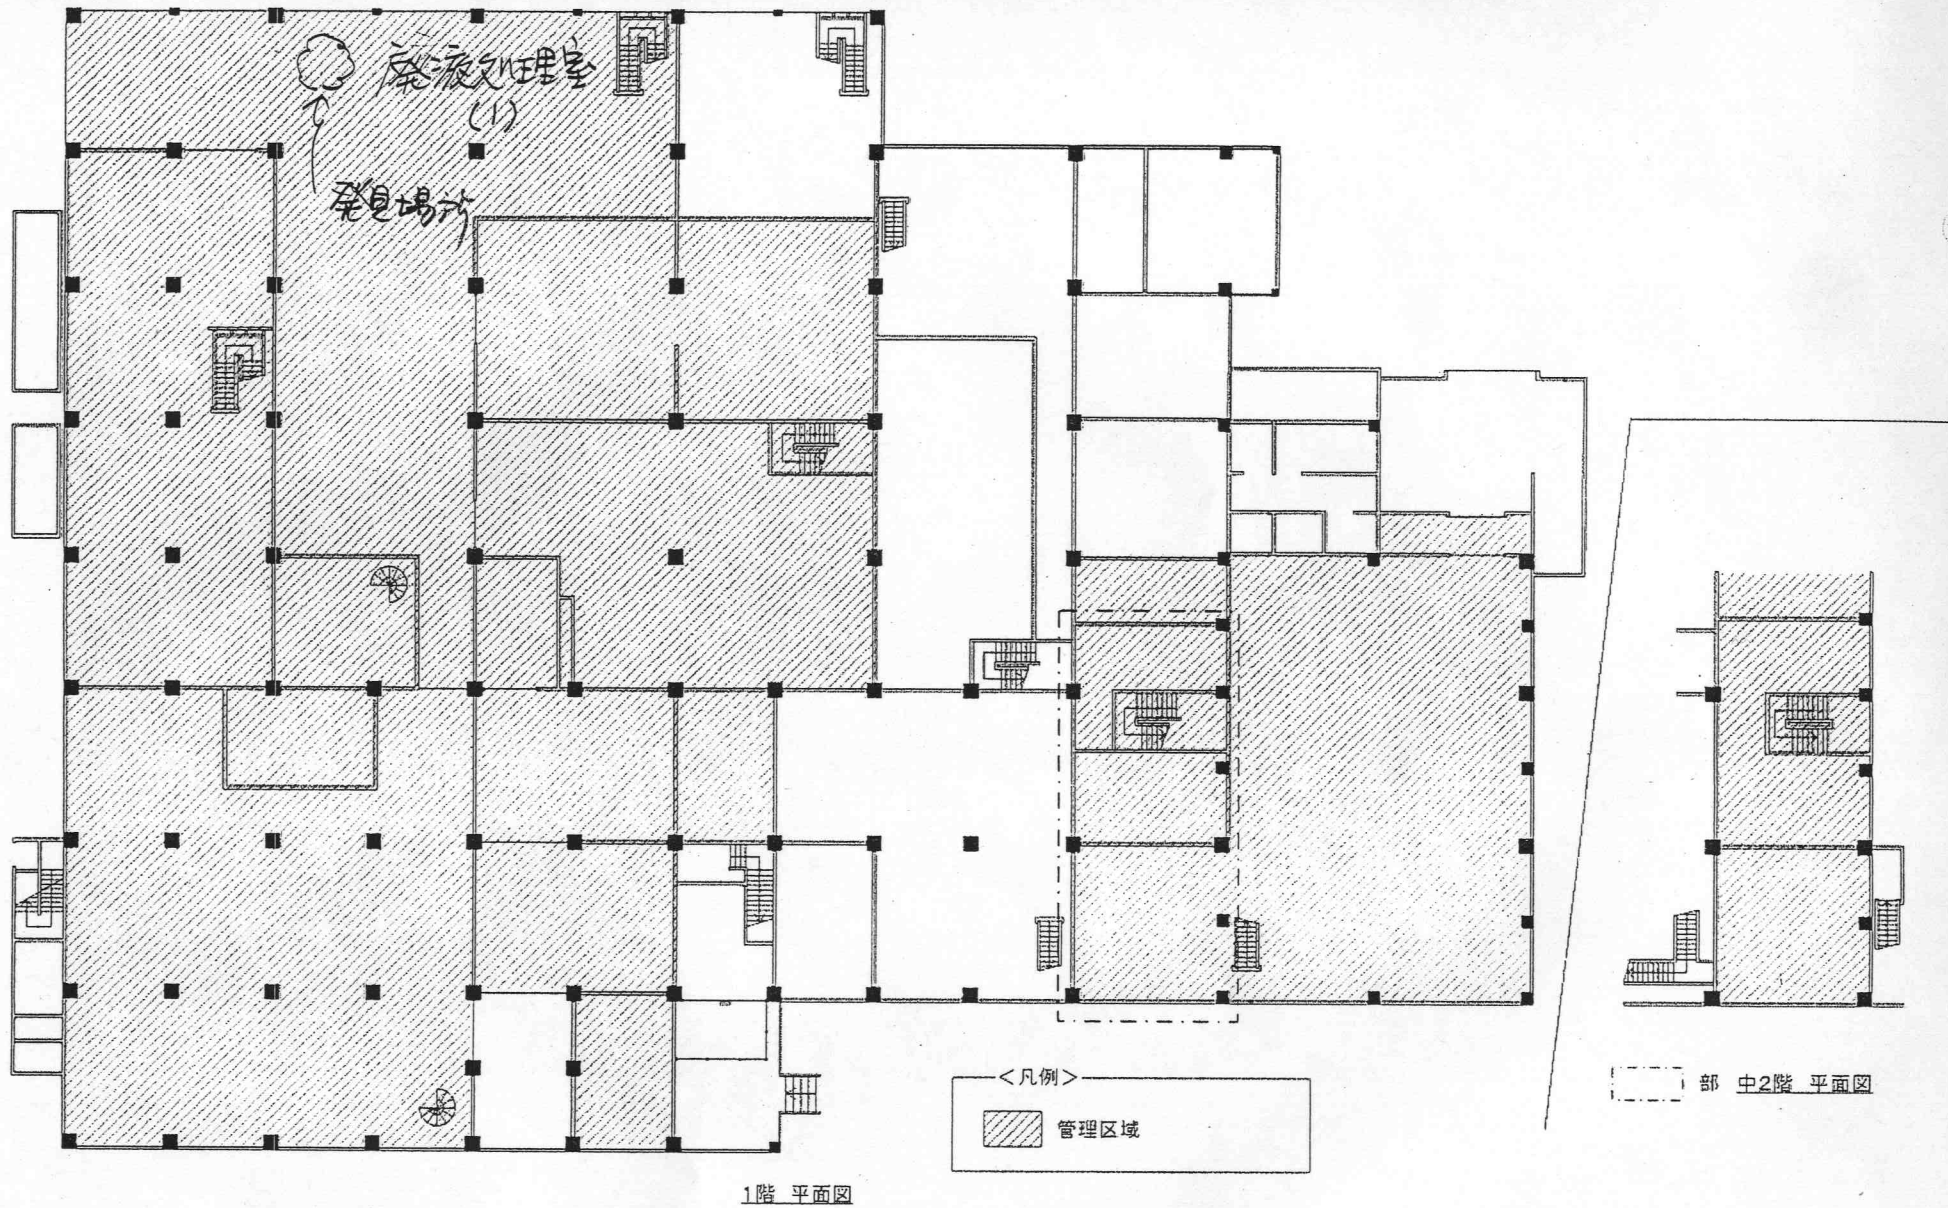 廃液処理室
(1)
発見場所
<凡例>
管理区域
部 中2階 平面図
1階 平面図